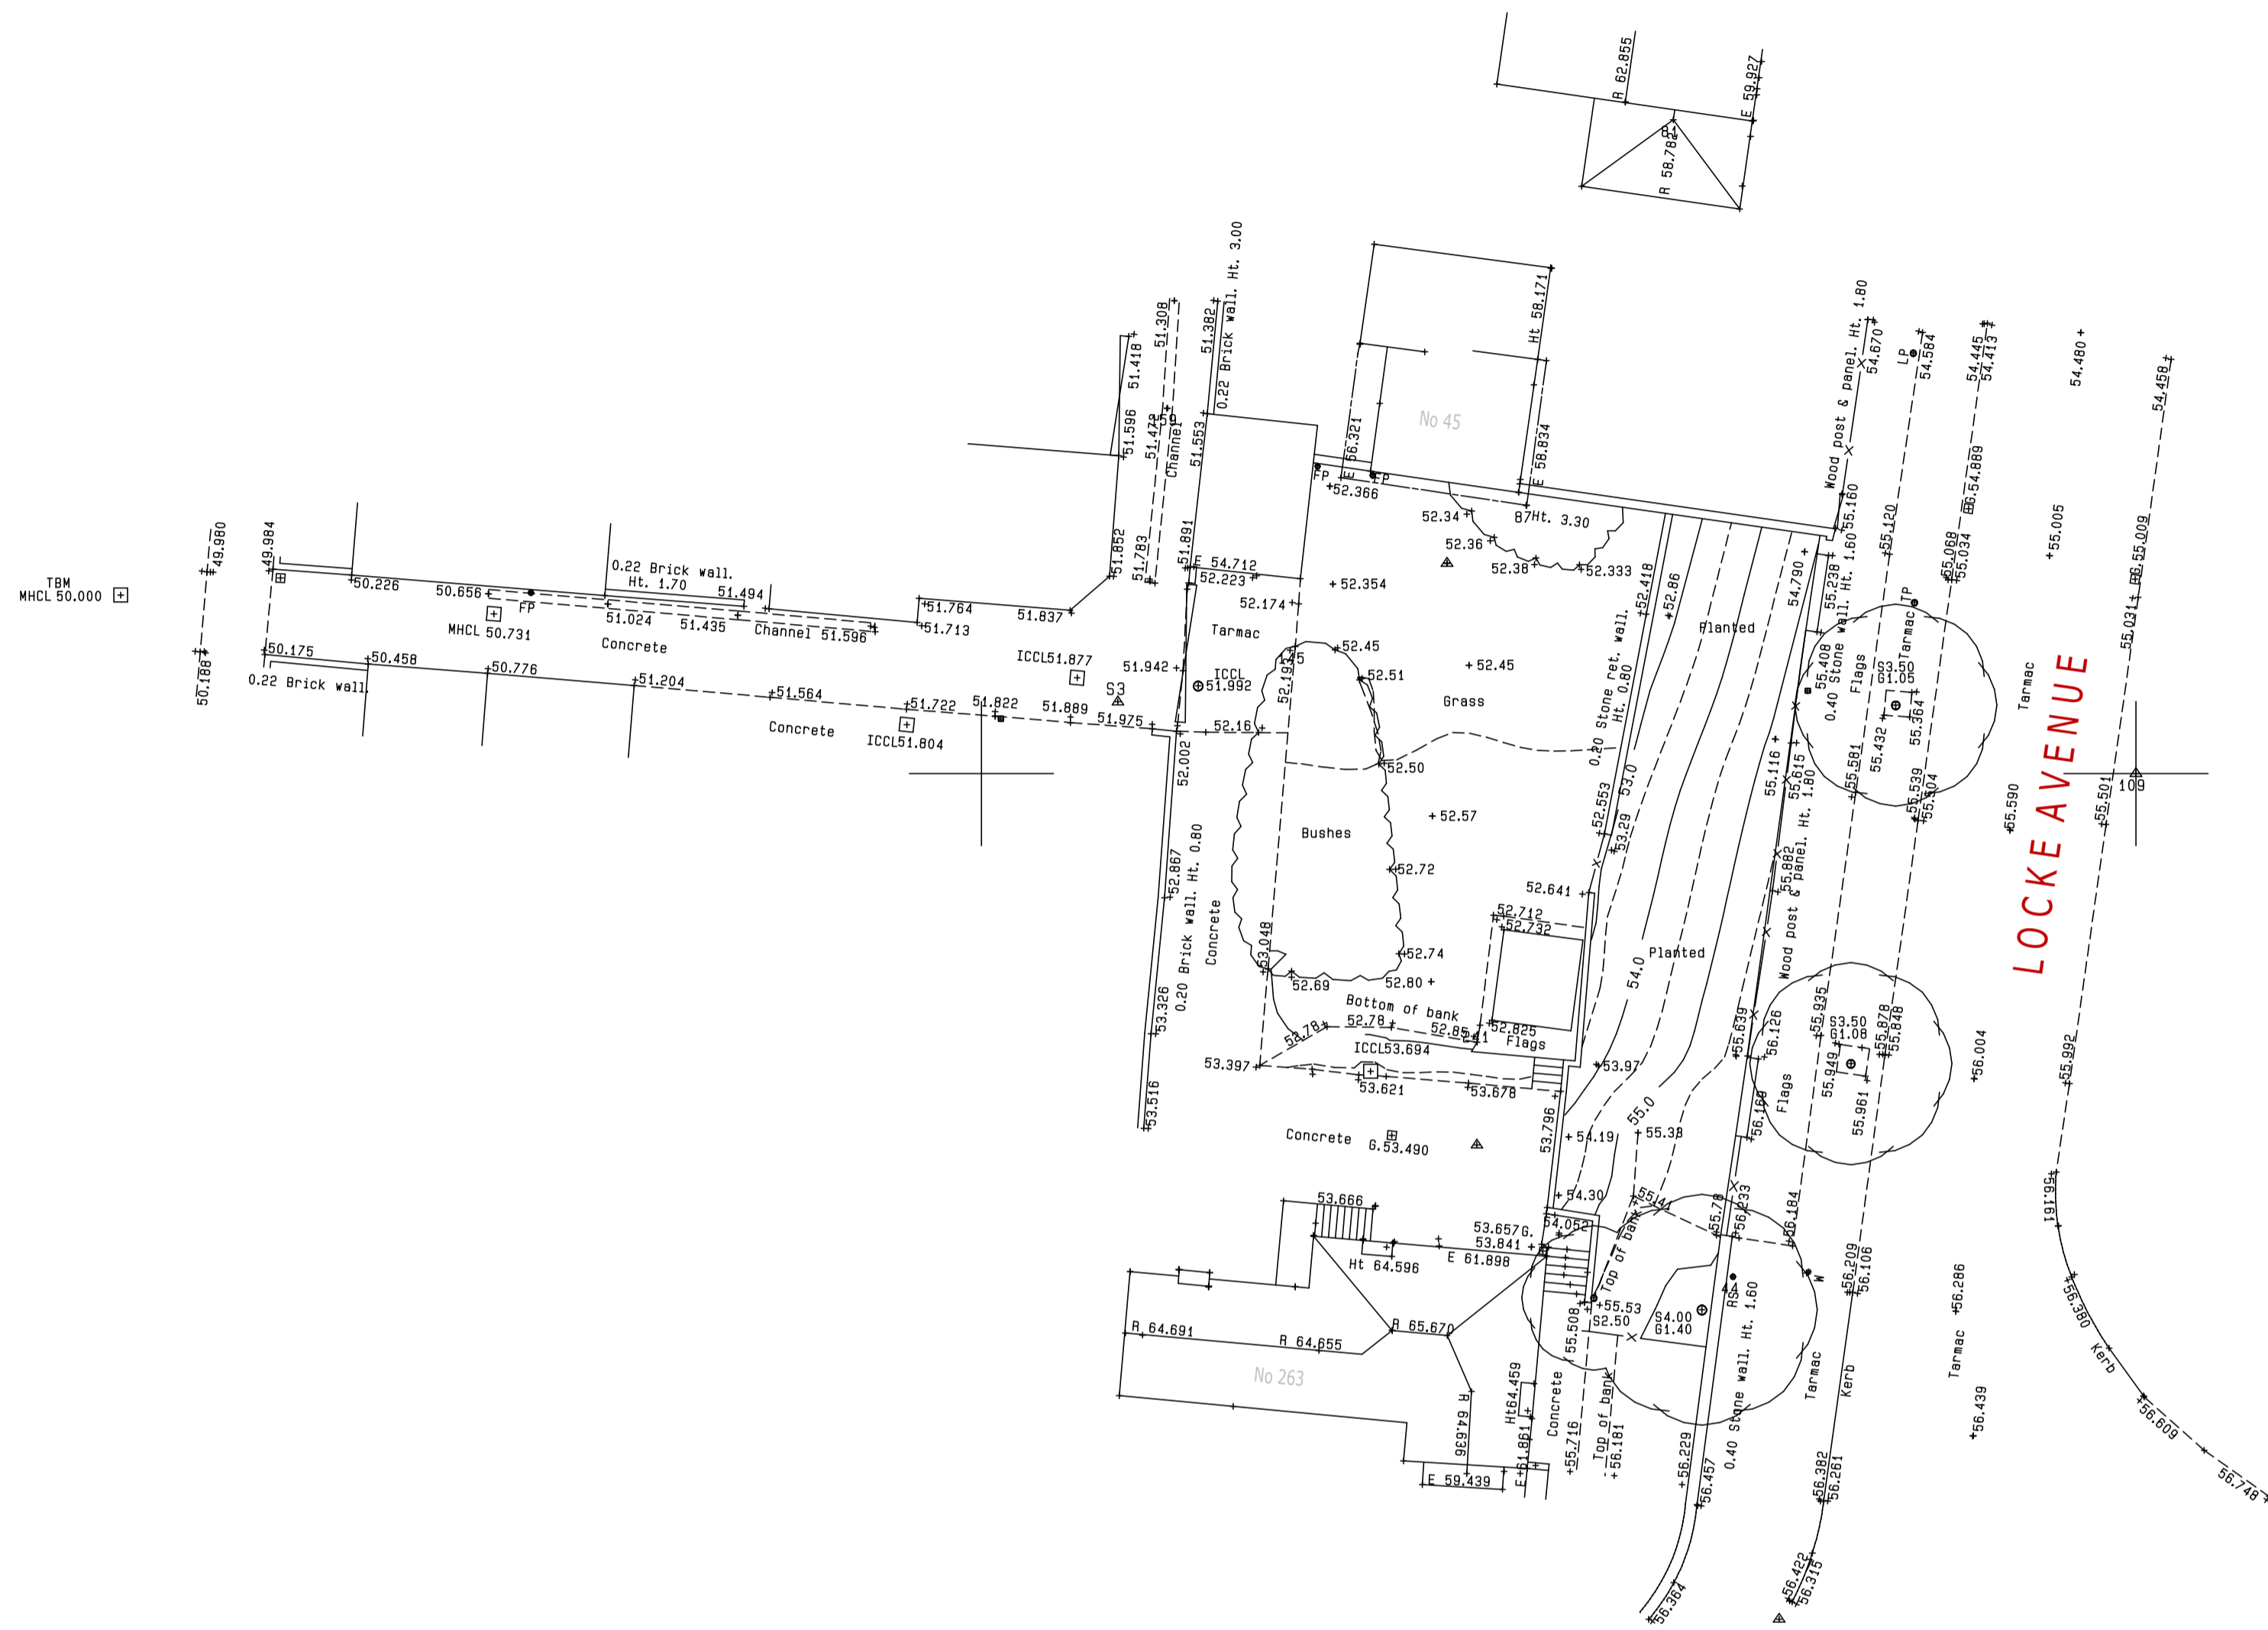 R 62.855
E 59.927
81
R 58.782
0.22 Brick wall. Ht. 3.00
Ht 58.171
No 45
E 56.321
E 58.834
Wood post & panel. Ht. 1.80
54.670
LP
54.584
54.445
54.413
54.480
54.458
51.308
51.382
51.418
51.596
51.473
59
Channel
51.553
FP
FP
52.366
52.34
87
Ht. 3.30
52.36
52.38
52.333
55.160
55.120
G.54.889
55.005
G.55.009
55.068
55.034
49.980
49.984
TBM
MHCL 50.000
50.226
50.656
FP
MHCL 50.731
0.22 Brick wall.
Ht. 1.70
51.494
51.024
51.435
Channel
51.596
Concrete
51.764
51.713
51.837
51.852
51.783
51.891
E 54.712
52.223
52.174
52.354
52.418
52.86
54.790
55.238
TP
55.031
50.188
50.175
50.458
50.776
51.204
0.22 Brick wall.
51.564
Concrete
51.722
ICCL51.804
51.822
51.889
51.975
ICCL51.877
S3
51.942
Tarmac
ICCL
51.992
52.193
45
52.45
52.51
52.45
Grass
52.16
52.002
52.50
0.20 Stone ret. wall.
Ht. 0.80
Planted
55.408
0.40 Stone wall. Ht. 1.60
Flags
Tarmac
S3.50
G1.05
55.364
55.432
Tarmac
LOCKE AVENUE
109
55.501
55.590
55.581
55.539
55.504
55.116
55.615
Wood post & panel. Ht. 1.80
55.882
52.553
53.0
53.29
52.57
Bushes
52.72
52.867
0.20 Brick wall. Ht. 0.80
Concrete
53.048
52.641
52.712
52.732
52.74
52.69
52.80
54.0
Planted
53.326
Bottom of bank
52.78
52.78
52.85
241
52.825
Flags
ICCL53.694
53.397
53.621
53.678
53.97
55.639
56.126
55.935
S3.50
G1.08
55.878
55.848
55.949
55.961
Flags
56.004
55.992
53.516
Concrete
G.53.490
53.796
54.19
55.0
55.38
56.169
54.30
55.41
55.78
56.233
56.184
56.161
53.666
53.657G.
54.052
53.841
E 61.898
Ht 64.596
Top of bank
55.53
S2.50
55.508
S4.00
G1.40
RS
44
W
56.209
56.106
56.286
56.380
Kerb
R 64.691
R 64.655
R 65.670
No 263
R 64.636
Ht64.459
E 61.861
E 59.439
Concrete
55.716
Top of bank
56.181
0.40 Stone wall. Ht. 1.60
Tarmac
Kerb
Tarmac
56.439
56.609
56.748
56.229
56.457
56.382
56.261
56.422
56.315
56.364